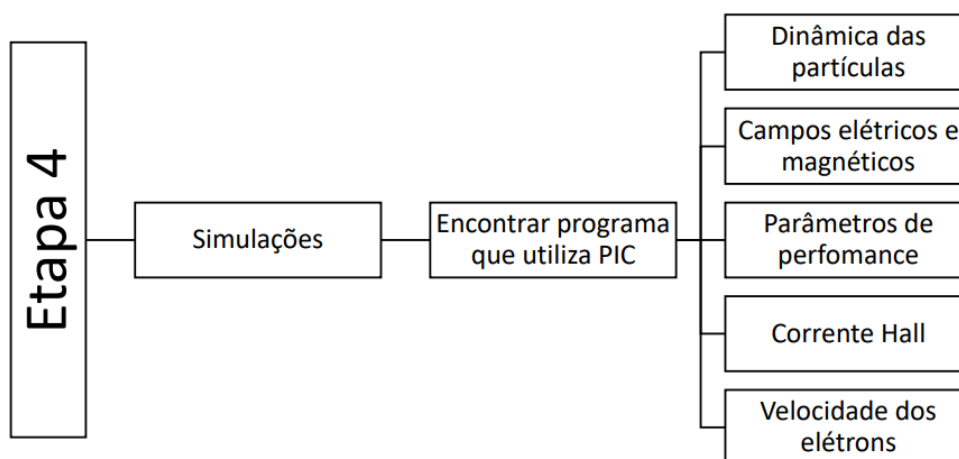 Etapa 4
Simulações
Encontrar programa
que utiliza PIC
Dinâmica das
partículas
Campos elétricos e
magnéticos
Parâmetros de
perfomance
Corrente Hall
Velocidade dos
elétrons